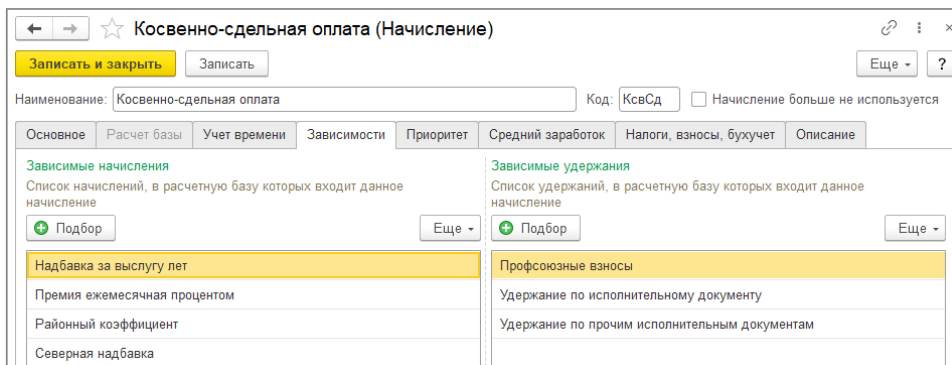 Косвенно-сдельная оплата (Начисление)
Записать и закрыть Записать Еще ?
Наименование: Косвенно-сдельная оплата Код: КсвСд Начисление больше не используется
Основное Расчет базы Учет времени Зависимости Приоритет Средний заработок Налоги, взносы, бухучет Описание
Зависимые начисления
Список начислений, в расчетную базу которых входит данное
начисление
Подбор Еще
Надбавка за выслугу лет
Премия ежемесячная процентом
Районный коэффициент
Северная надбавка
Зависимые удержания
Список удержаний, в расчетную базу которых входит данное
начисление
Подбор Еще
Профсоюзные взносы
Удержание по исполнительному документу
Удержание по прочим исполнительным документам